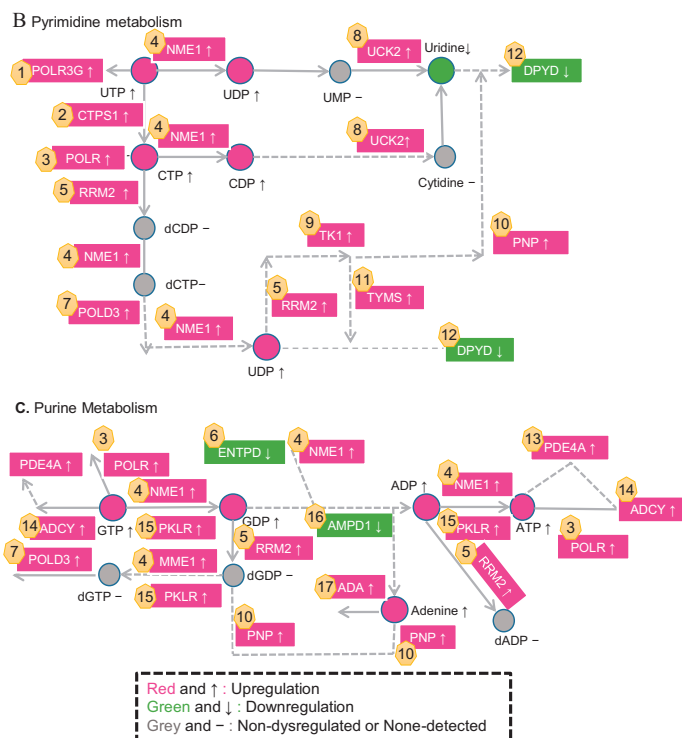 B Pyrimidine metabolism
4 NME1 ↑
8 UCK2 ↑
Uridine↓
12 DPYD ↓
1 POLR3G ↑
UTP ↑
UDP ↑
UMP –
2 CTPS1 ↑
4 NME1 ↑
8 UCK2↑
3 POLR ↑
CTP ↑
CDP ↑
Cytidine –
5 RRM2 ↑
dCDP –
9 TK1 ↑
10 PNP ↑
4 NME1 ↑
dCTP–
5 RRM2 ↑
11 TYMS ↑
7 POLD3 ↑
4 NME1 ↑
UDP ↑
12 DPYD ↓
C. Purine Metabolism
3 POLR ↑
6 ENTPD ↓
4 NME1 ↑
13 PDE4A ↑
PDE4A ↑
4 NME1 ↑
ADP ↑
4 NME1 ↑
14 ADCY ↑
14 ADCY ↑
GTP ↑
15 PKLR ↑
GDP ↑
16 AMPD1 ↓
15 PKLR ↑
ATP ↑
3 POLR ↑
7 POLD3 ↑
4 MME1 ↑
5 RRM2 ↑
5 RRM2 ↑
dGTP –
15 PKLR ↑
dGDP –
17 ADA ↑
Adenine ↑
10 PNP ↑
PNP ↑ 10
dADP –
Red and ↑ : Upregulation
Green and ↓ : Downregulation
Grey and – : Non-dysregulated or None-detected